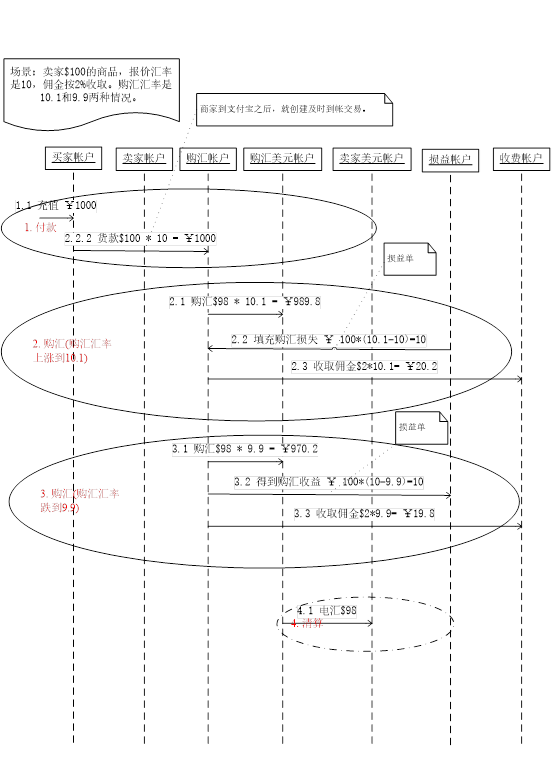 场景：卖家$100的商品，报价汇率
是10，佣金按2%收取。购汇汇率是
10.1和9.9两种情况。
商家到支付宝之后，就创建及时到帐交易。
买家帐户
卖家帐户
购汇帐户
购汇美元帐户
卖家美元帐户
损益帐户
收费帐户
1.1 充值 ￥1000
1. 付款
2.2.2 货款$100 * 10 = ￥1000
损益单
2.1 购汇$98 * 10.1 = ￥989.8
2.2 填充购汇损失 ￥ 100*(10.1-10)=10
2. 购汇(购汇汇率
上涨到10.1)
2.3 收取佣金$2*10.1= ￥20.2
损益单
3.1 购汇$98 * 9.9 = ￥970.2
3.2 得到购汇收益 ￥ 100*(10-9.9)=10
3. 购汇(购汇汇率
跌到9.9)
3.3 收取佣金$2*9.9= ￥19.8
4.1 电汇$98
4. 清算